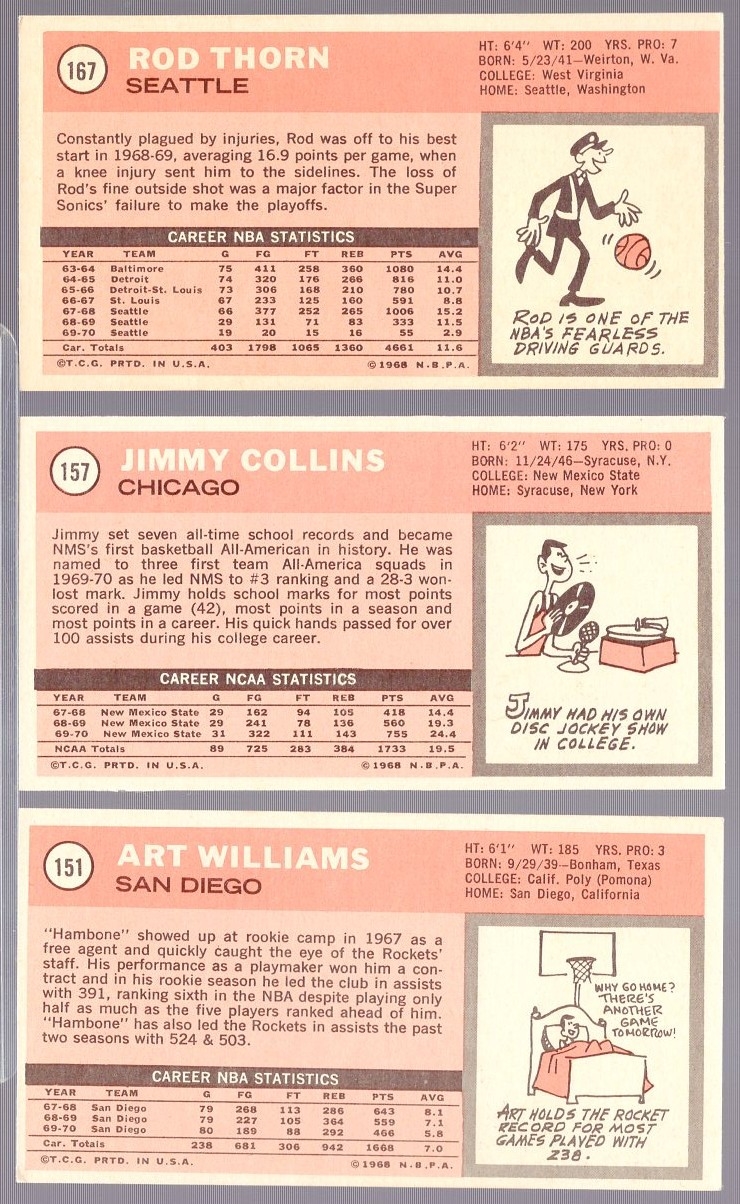 167
ROD THORN
SEATTLE
HT: 6'4" WT: 200 YRS. PRO: 7
BORN: 5/23/41—Weirton, W. Va.
COLLEGE: West Virginia
HOME: Seattle, Washington
Constantly plagued by injuries, Rod was off to his best
start in 1968-69, averaging 16.9 points per game, when
a knee injury sent him to the sidelines. The loss of
Rod's fine outside shot was a major factor in the Super
Sonics' failure to make the playoffs.
CAREER NBA STATISTICS
YEAR TEAM G FG FT REB PTS AVG
63-64 Baltimore 75 411 258 360 1080 14.4
64-65 Detroit 74 320 176 266 816 11.0
65-66 Detroit-St. Louis 73 306 168 210 780 10.7
66-67 St. Louis 67 233 125 160 591 8.8
67-68 Seattle 66 377 252 265 1006 15.2
68-69 Seattle 29 131 71 83 333 11.5
69-70 Seattle 19 20 15 16 55 2.9
Car. Totals 403 1798 1065 1360 4661 11.6
©T.C.G. PRTD. IN U.S.A. ©1968 N.B.P.A.
ROD IS ONE OF THE
NBA'S FEARLESS
DRIVING GUARDS.
157
JIMMY COLLINS
CHICAGO
HT: 6'2" WT: 175 YRS. PRO: 0
BORN: 11/24/46—Syracuse, N.Y.
COLLEGE: New Mexico State
HOME: Syracuse, New York
Jimmy set seven all-time school records and became
NMS's first basketball All-American in history. He was
named to three first team All-America squads in
1969-70 as he led NMS to #3 ranking and a 28-3 won-
lost mark. Jimmy holds school marks for most points
scored in a game (42), most points in a season and
most points in a career. His quick hands passed for over
100 assists during his college career.
CAREER NCAA STATISTICS
YEAR TEAM G FG FT REB PTS AVG
67-68 New Mexico State 29 162 94 105 418 14.4
68-69 New Mexico State 29 241 78 136 560 19.3
69-70 New Mexico State 31 322 111 143 755 24.4
NCAA Totals 89 725 283 384 1733 19.5
©T.C.G. PRTD. IN U.S.A. ©1968 N.B.P.A.
JIMMY HAD HIS OWN
DISC JOCKEY SHOW
IN COLLEGE.
151
ART WILLIAMS
SAN DIEGO
HT: 6'1" WT: 185 YRS. PRO: 3
BORN: 9/29/39—Bonham, Texas
COLLEGE: Calif. Poly (Pomona)
HOME: San Diego, California
"Hambone" showed up at rookie camp in 1967 as a
free agent and quickly caught the eye of the Rockets'
staff. His performance as a playmaker won him a con-
tract and in his rookie season he led the club in assists
with 391, ranking sixth in the NBA despite playing only
half as much as the five players ranked ahead of him.
"Hambone" has also led the Rockets in assists the past
two seasons with 524 & 503.
CAREER NBA STATISTICS
YEAR TEAM G FG FT REB PTS AVG
67-68 San Diego 79 268 113 286 643 8.1
68-69 San Diego 79 227 105 364 559 7.1
69-70 San Diego 80 189 88 292 466 5.8
Car. Totals 238 681 306 942 1668 7.0
©T.C.G. PRTD. IN U.S.A. ©1968 N.B.P.A.
WHY GO HOME?
THERE'S
ANOTHER
GAME
TOMORROW!
ART HOLDS THE ROCKET
RECORD FOR MOST
GAMES PLAYED WITH
238.